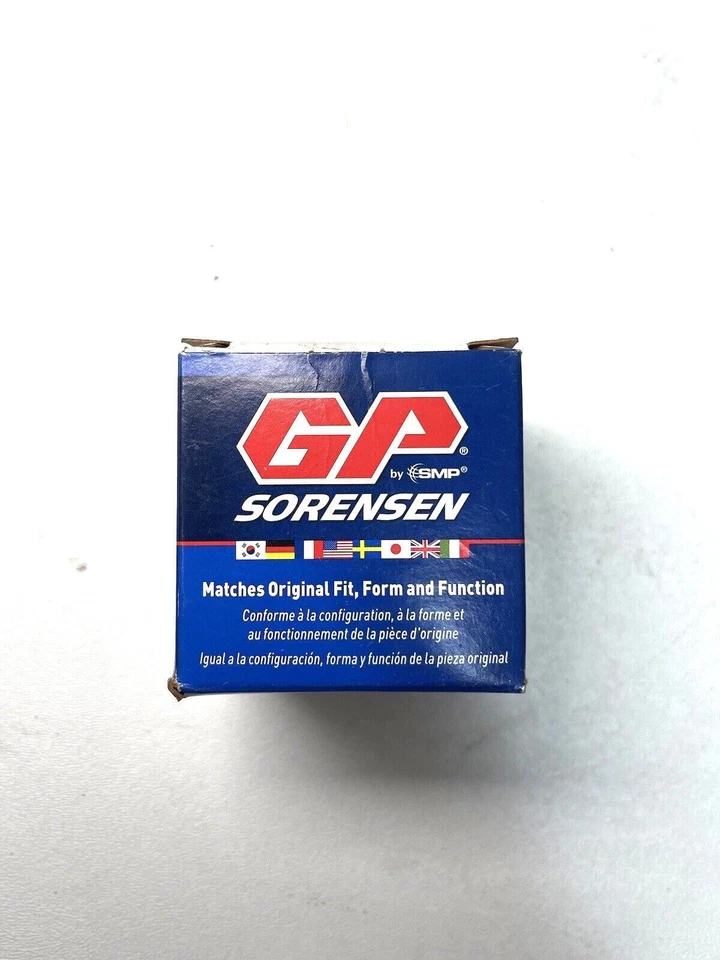 GP®
by SMP®
SORENSEN
Matches Original Fit, Form and Function
Conforme à la configuration, à la forme et
au fonctionnement de la pièce d'origine
Igual a la configuración, forma y función de la pieza original